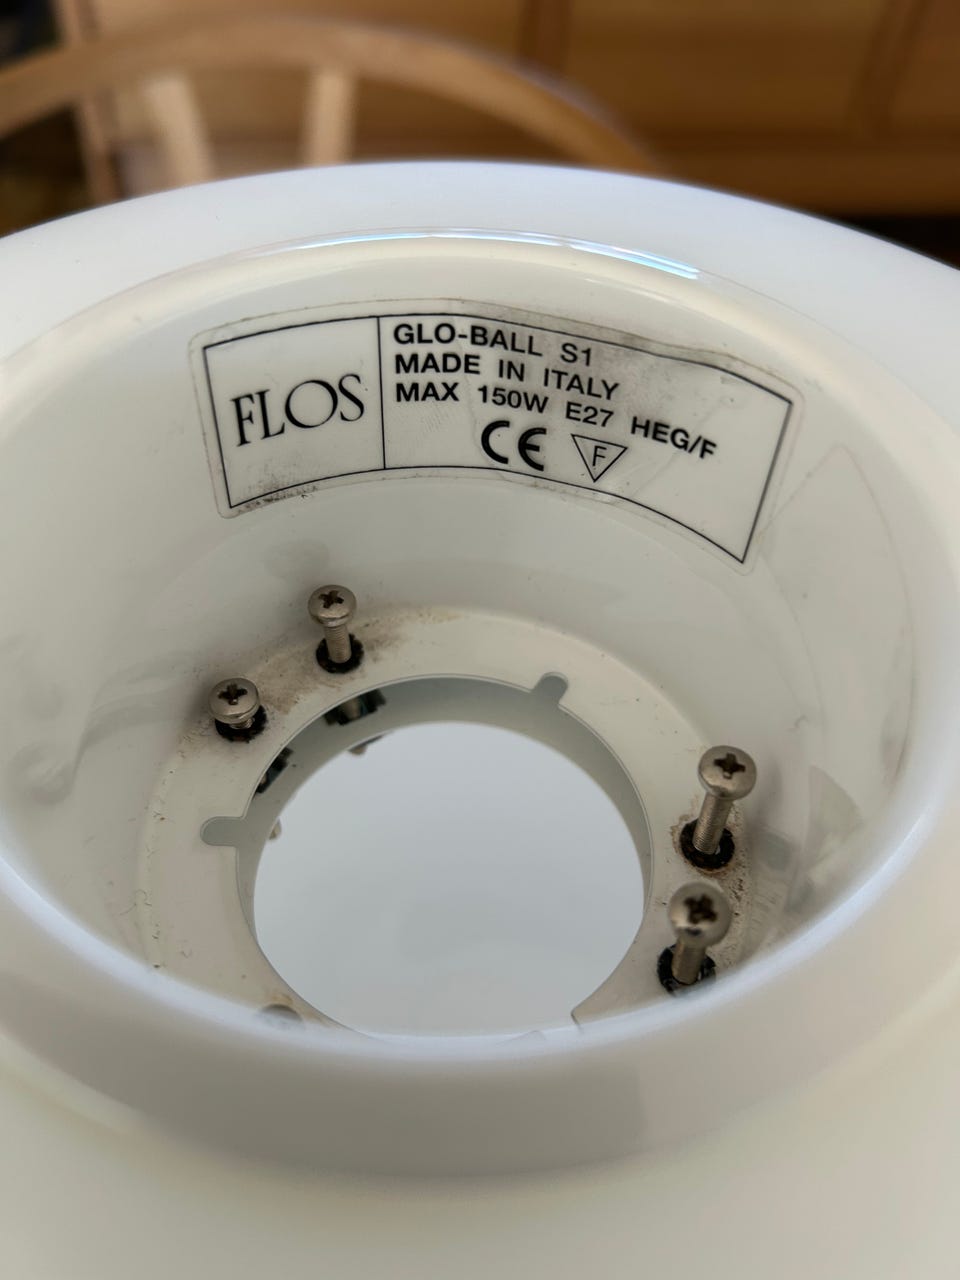 FLOS
GLO-BALL S1
MADE IN ITALY
MAX 150W E27 HEG/F
CE F